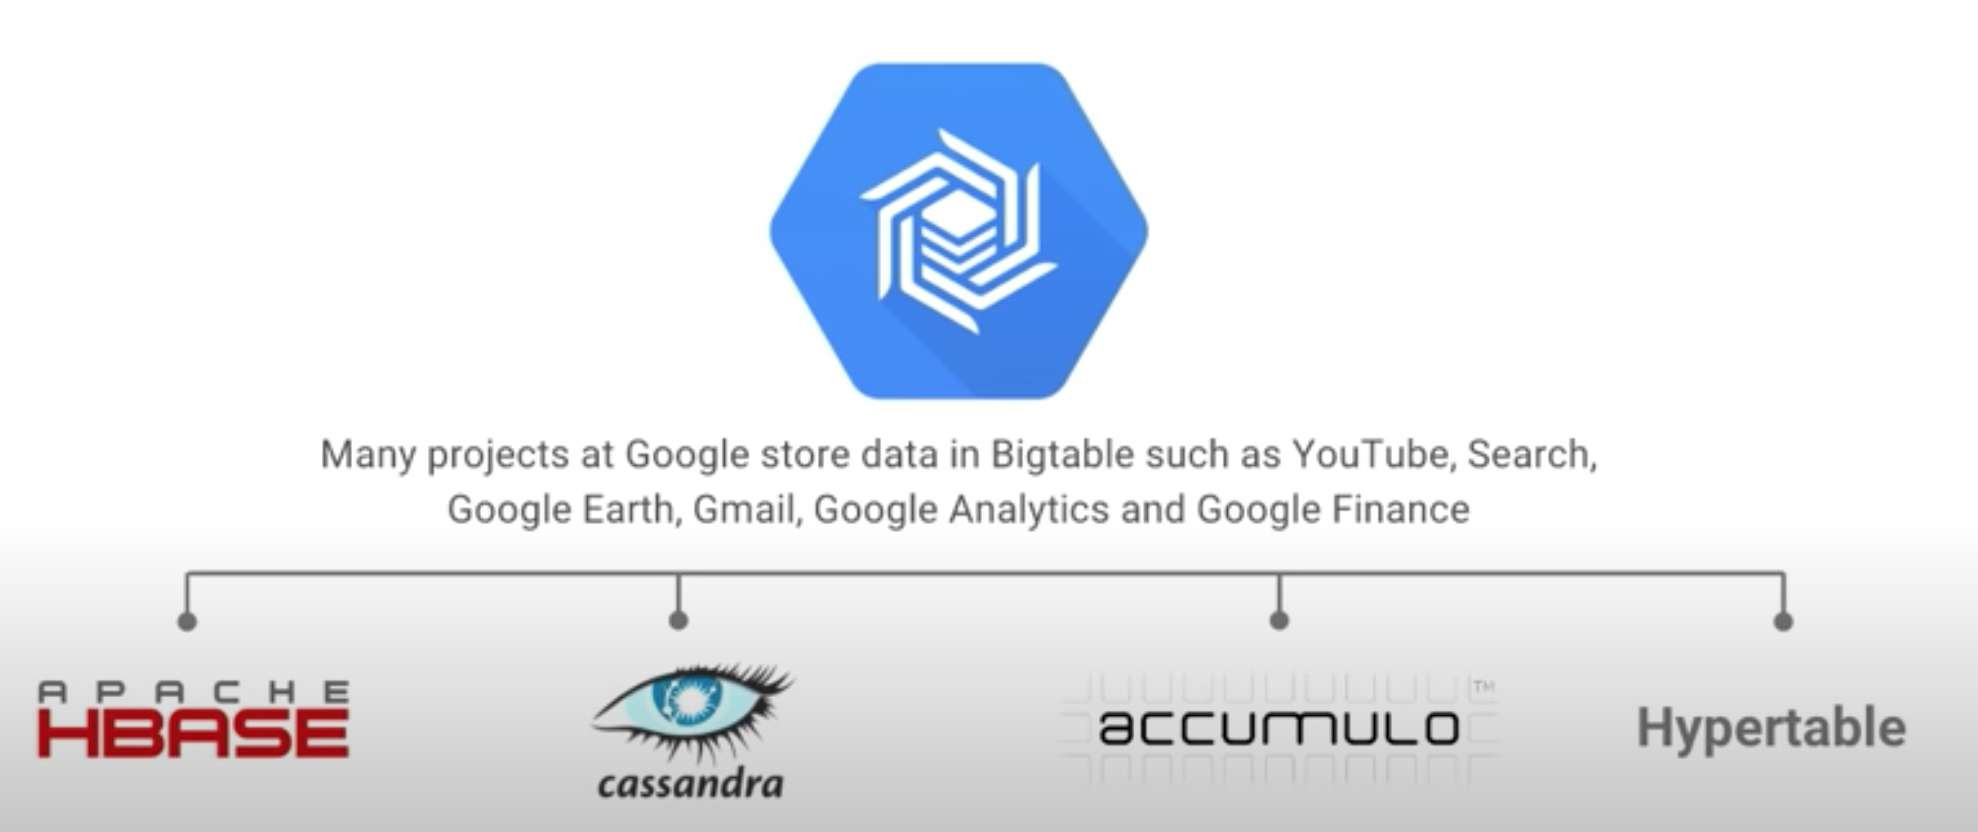 Many projects at Google store data in Bigtable such as YouTube, Search,
Google Earth, Gmail, Google Analytics and Google Finance
APACHE
HBASE
cassandra
accumulo
TM
Hypertable